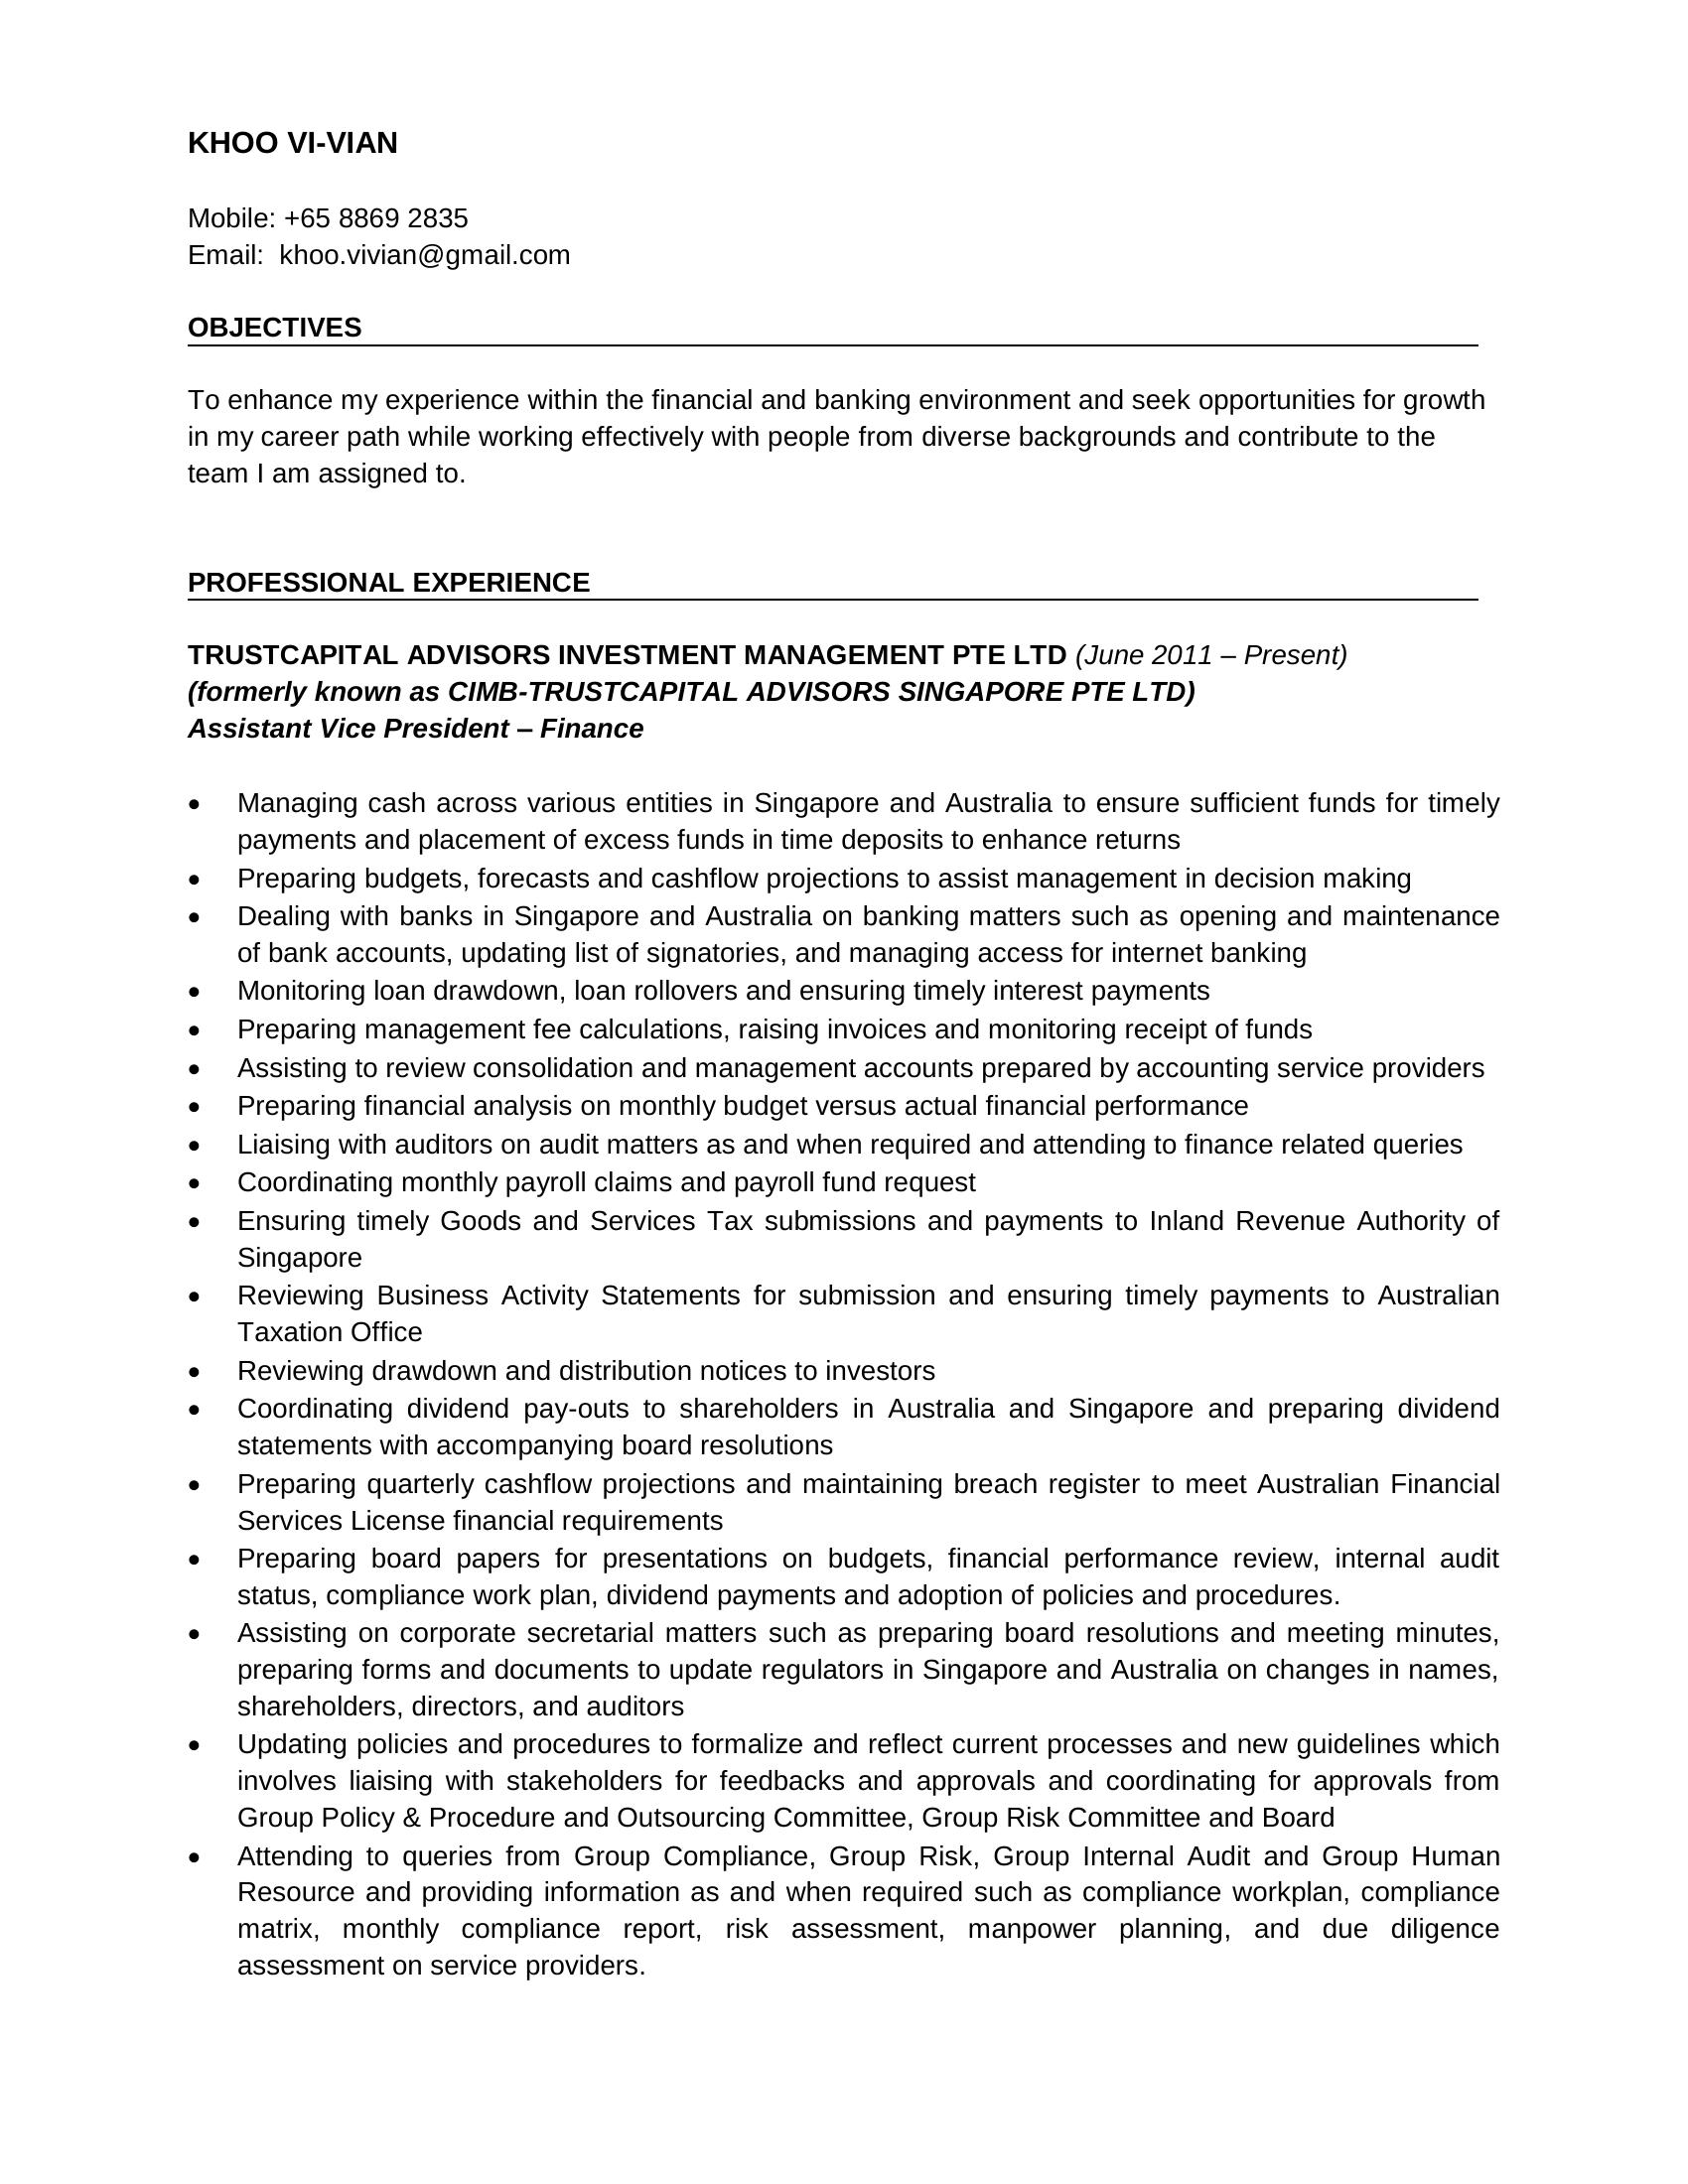 KHOO VI-VIAN
Mobile: +65 8869 2835
Email:  khoo.vivian@gmail.com
OBJECTIVES
To enhance my experience within the financial and banking environment and seek opportunities for growth
in my career path while working effectively with people from diverse backgrounds and contribute to the
team I am assigned to.
PROFESSIONAL EXPERIENCE
TRUSTCAPITAL ADVISORS INVESTMENT MANAGEMENT PTE LTD (June 2011 – Present)
(formerly known as CIMB-TRUSTCAPITAL ADVISORS SINGAPORE PTE LTD)
Assistant Vice President – Finance
• Managing cash across various entities in Singapore and Australia to ensure sufficient funds for timely
payments and placement of excess funds in time deposits to enhance returns
• Preparing budgets, forecasts and cashflow projections to assist management in decision making
• Dealing with banks in Singapore and Australia on banking matters such as opening and maintenance
of bank accounts, updating list of signatories, and managing access for internet banking
• Monitoring loan drawdown, loan rollovers and ensuring timely interest payments
• Preparing management fee calculations, raising invoices and monitoring receipt of funds
• Assisting to review consolidation and management accounts prepared by accounting service providers
• Preparing financial analysis on monthly budget versus actual financial performance
• Liaising with auditors on audit matters as and when required and attending to finance related queries
• Coordinating monthly payroll claims and payroll fund request
• Ensuring timely Goods and Services Tax submissions and payments to Inland Revenue Authority of
Singapore
• Reviewing Business Activity Statements for submission and ensuring timely payments to Australian
Taxation Office
• Reviewing drawdown and distribution notices to investors
• Coordinating dividend pay-outs to shareholders in Australia and Singapore and preparing dividend
statements with accompanying board resolutions
• Preparing quarterly cashflow projections and maintaining breach register to meet Australian Financial
Services License financial requirements
• Preparing board papers for presentations on budgets, financial performance review, internal audit
status, compliance work plan, dividend payments and adoption of policies and procedures.
• Assisting on corporate secretarial matters such as preparing board resolutions and meeting minutes,
preparing forms and documents to update regulators in Singapore and Australia on changes in names,
shareholders, directors, and auditors
• Updating policies and procedures to formalize and reflect current processes and new guidelines which
involves liaising with stakeholders for feedbacks and approvals and coordinating for approvals from
Group Policy & Procedure and Outsourcing Committee, Group Risk Committee and Board
• Attending to queries from Group Compliance, Group Risk, Group Internal Audit and Group Human
Resource and providing information as and when required such as compliance workplan, compliance
matrix, monthly compliance report, risk assessment, manpower planning, and due diligence
assessment on service providers.